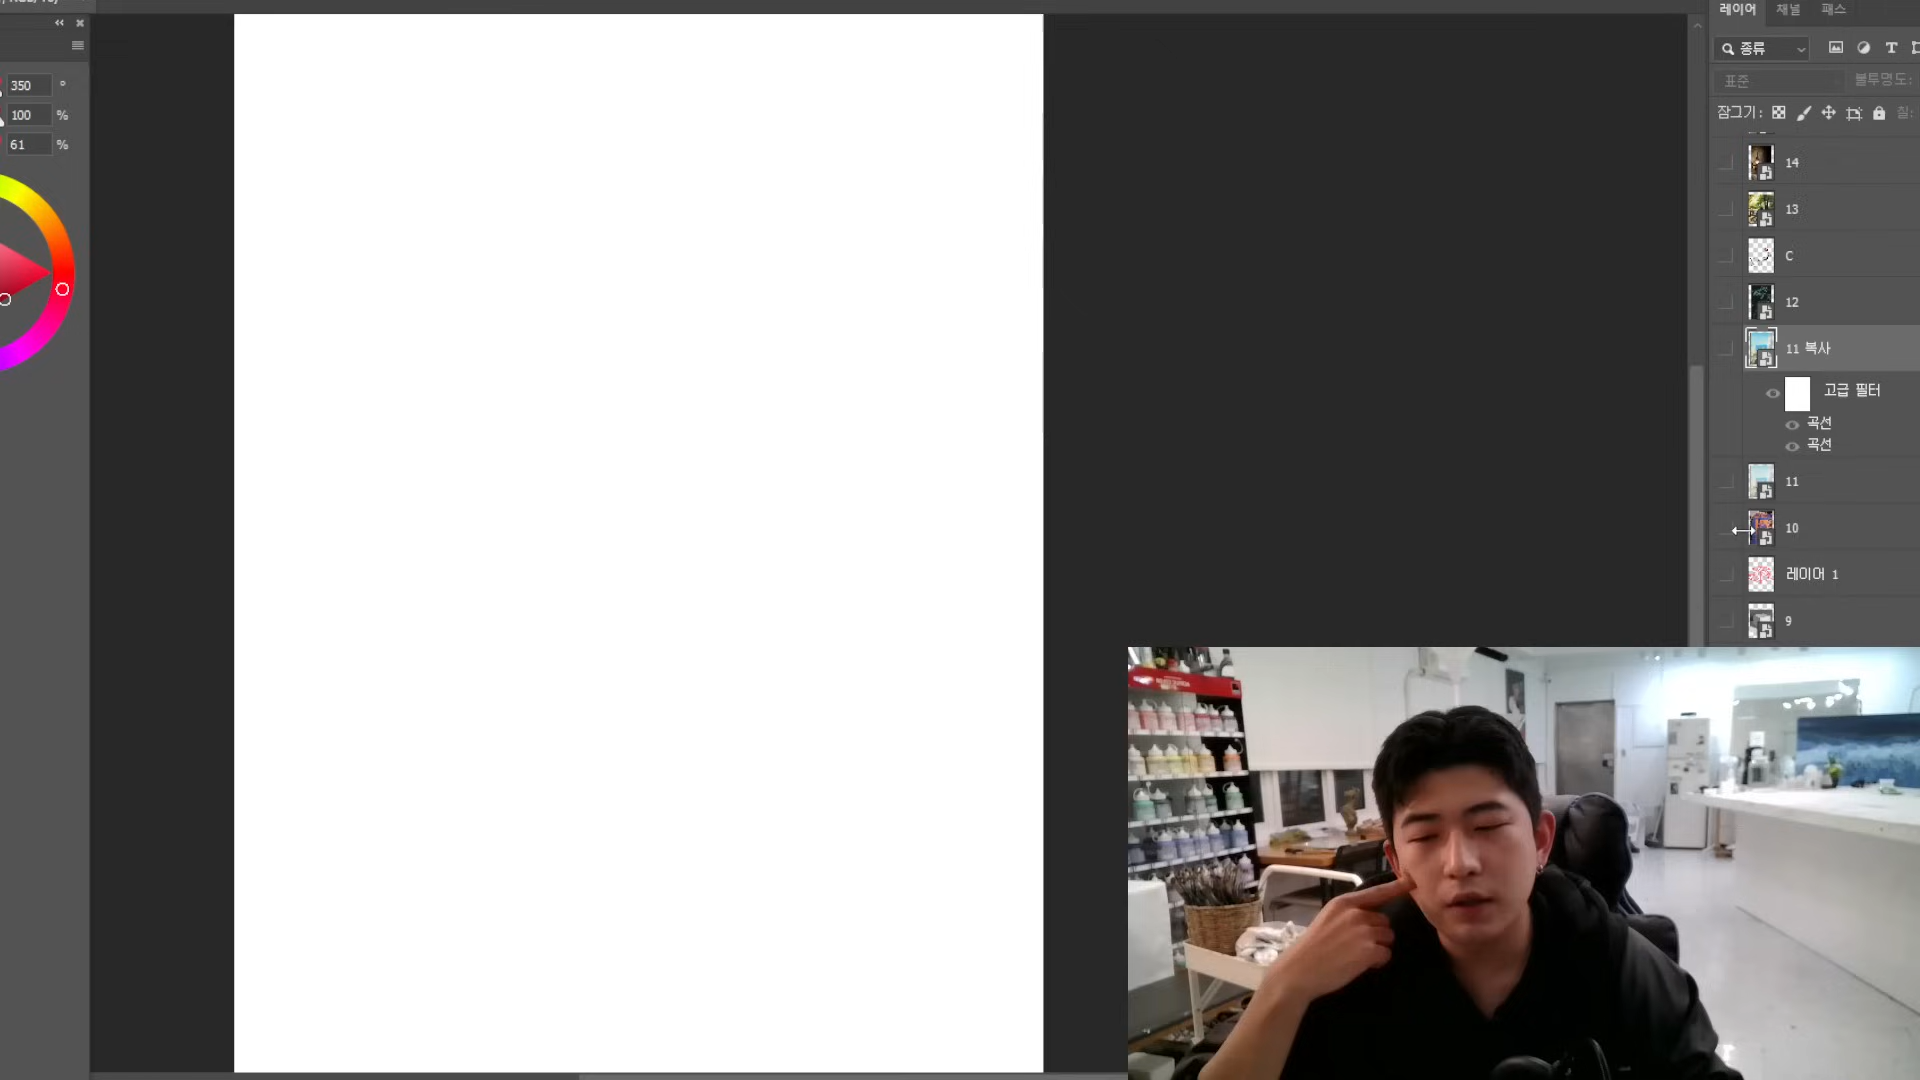 350 °
100 %
61 %
레이어 채널 패스
종류
표준 불투명도:
잠그기: 칠:
14
13
C
12
11 복사
고급 필터
곡선
곡선
11
10
레이어 1
9